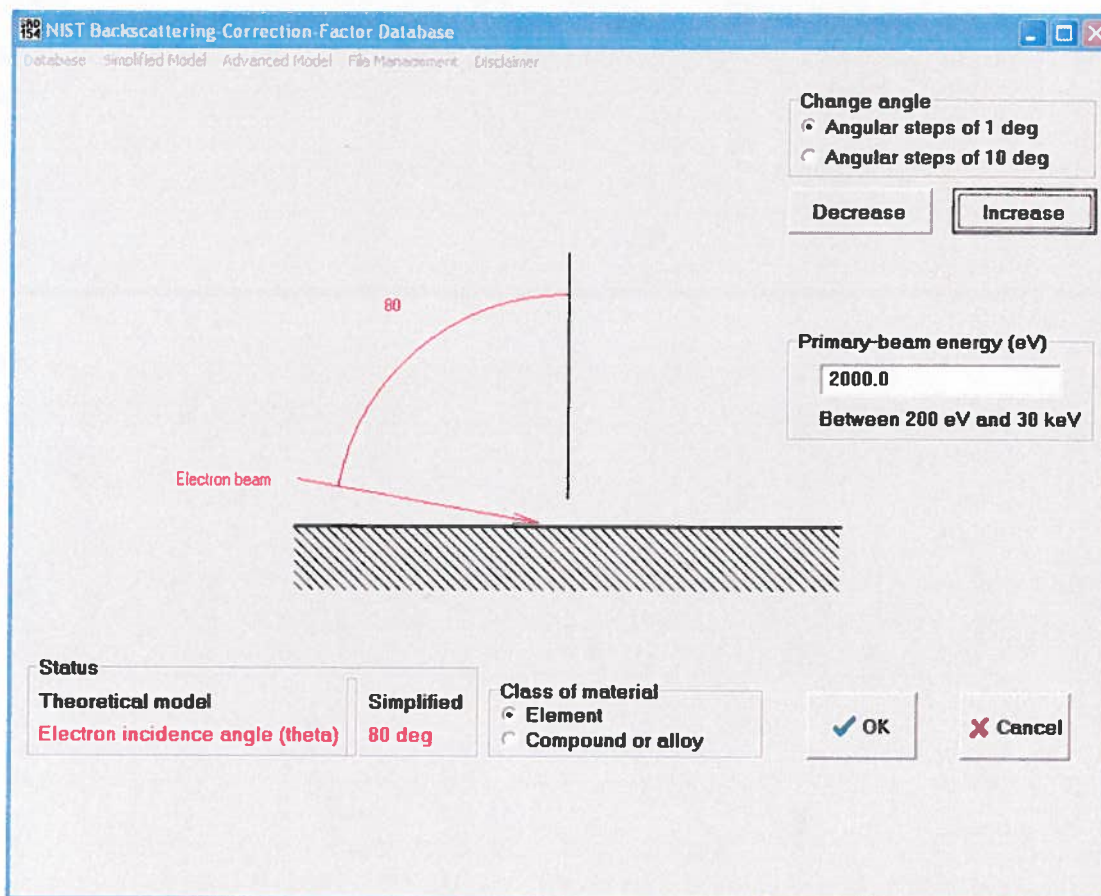 SRD
154
NIST Backscattering-Correction-Factor Database
Database Simplified Model Advanced Model File Management Disclaimer
Change angle
Angular steps of 1 deg
Angular steps of 10 deg
Decrease
Increase
80
Primary-beam energy (eV)
2000.0
Between 200 eV and 30 keV
Electron beam
Status
Theoretical model
Simplified
Electron incidence angle (theta)
80 deg
Class of material
Element
Compound or alloy
OK
Cancel